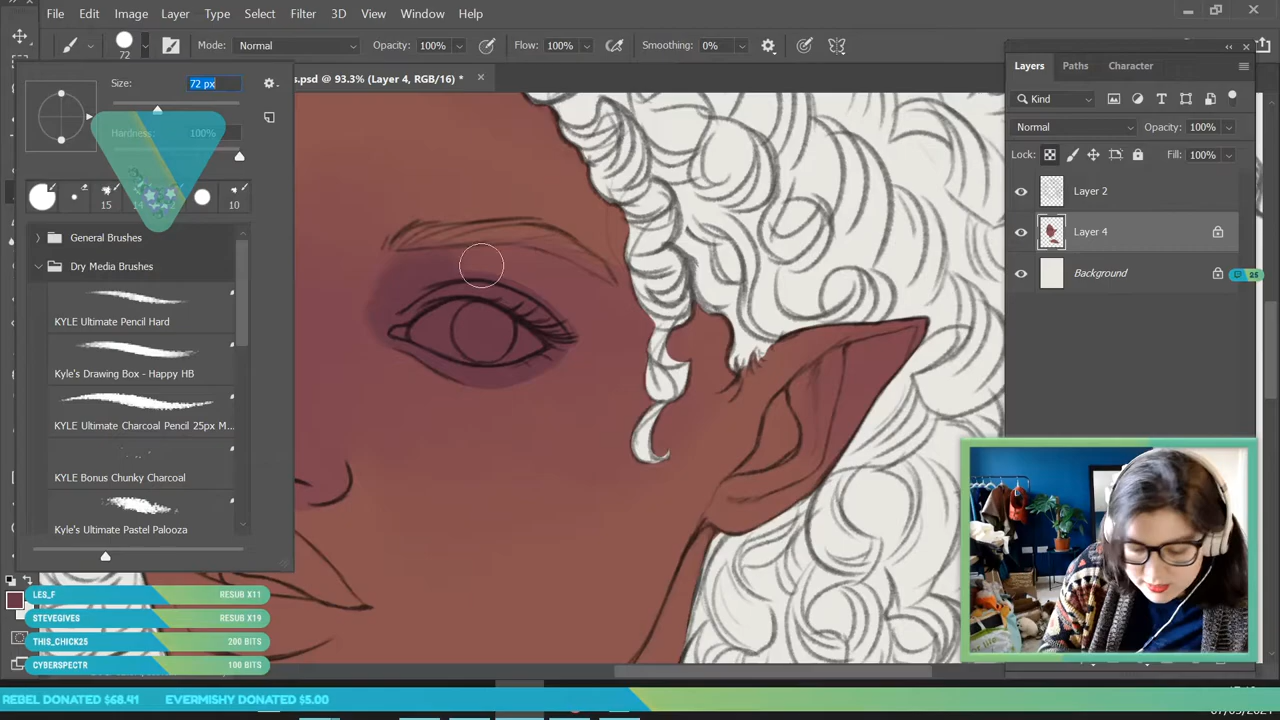 File Edit Image Layer Type Select Filter 3D View Window Help
72 Mode: Normal Opacity: 100% Flow: 100% Smoothing: 0%
Size: 72 px
s.psd @ 93.3% (Layer 4, RGB/16) *
Hardness: 100%
15 14 10
General Brushes
Dry Media Brushes
KYLE Ultimate Pencil Hard
Kyle's Drawing Box - Happy HB
KYLE Ultimate Charcoal Pencil 25px M...
KYLE Bonus Chunky Charcoal
Kyle's Ultimate Pastel Palooza
Layers Paths Character
Kind
Normal Opacity: 100%
Lock: Fill: 100%
Layer 2
Layer 4
Background
25
LES_F RESUB X11
STEVEGIVES RESUB X19
THIS_CHICK25 200 BITS
CYBERSPECTR 100 BITS
REBEL DONATED $68.41 EVERMISHY DONATED $5.00